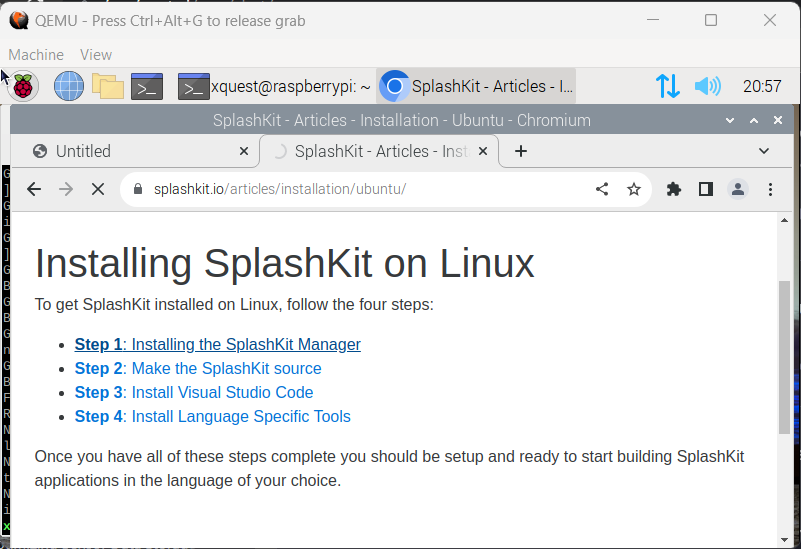 QEMU - Press Ctrl+Alt+G to release grab
Machine View
xquest@raspberrypi: ~ SplashKit - Articles - I... 20:57
SplashKit - Articles - Installation - Ubuntu - Chromium
Untitled SplashKit - Articles - Inst
splashkit.io/articles/installation/ubuntu/
Installing SplashKit on Linux
To get SplashKit installed on Linux, follow the four steps:
Step 1: Installing the SplashKit Manager
Step 2: Make the SplashKit source
Step 3: Install Visual Studio Code
Step 4: Install Language Specific Tools
Once you have all of these steps complete you should be setup and ready to start building SplashKit
applications in the language of your choice.